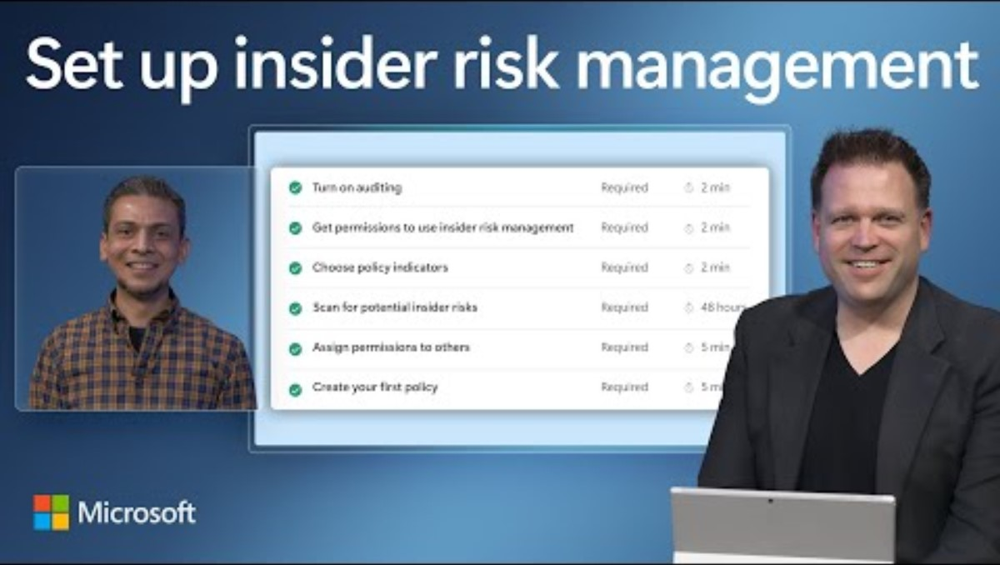 Set up insider risk management
Turn on auditing Required 2 min
Get permissions to use insider risk management Required 2 min
Choose policy indicators Required 2 min
Scan for potential insider risks Required 48 hours
Assign permissions to others Required 5 min
Create your first policy Required 5
Microsoft